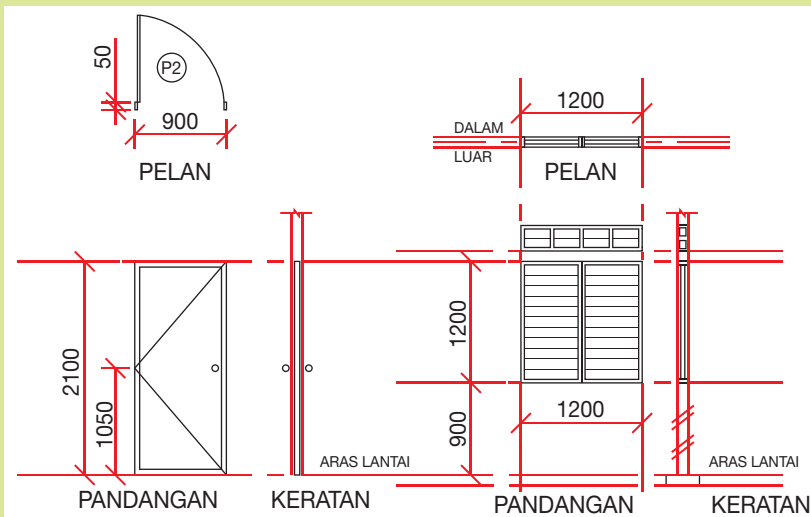 50
P2
900
PELAN
1200
DALAM
LUAR
PELAN
2100
1050
1200
900
1200
ARAS LANTAI
ARAS LANTAI
PANDANGAN
KERATAN
PANDANGAN
KERATAN